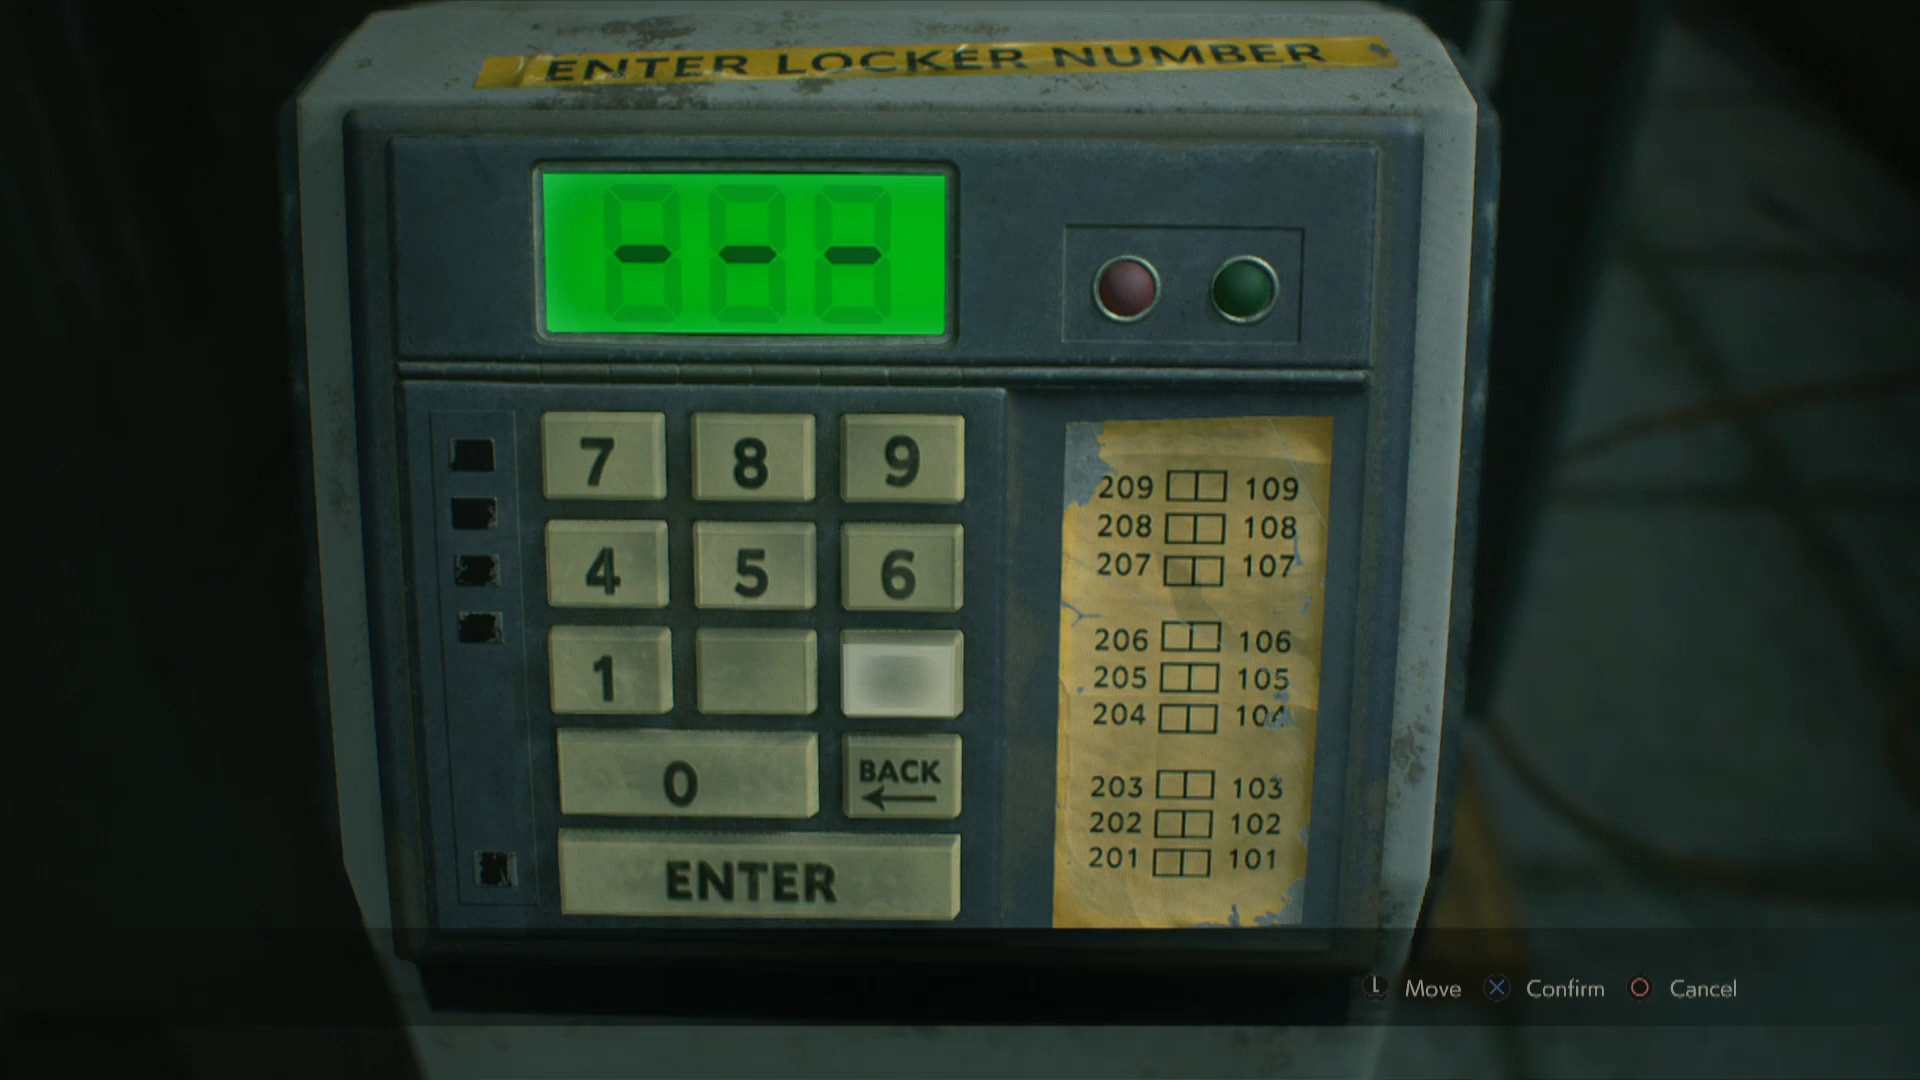 ENTER LOCKER NUMBER
- - -
7 8 9
4 5 6
1
0 BACK
ENTER
209 109
208 108
207 107
206 106
205 105
204 104
203 103
202 102
201 101
L Move Confirm Cancel